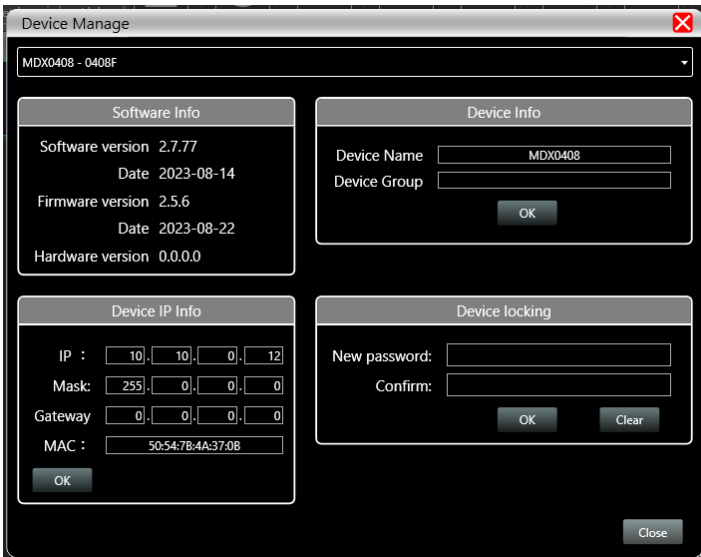 Device Manage
MDX0408 - 0408F
Software Info
Software version 2.7.77
Date 2023-08-14
Firmware version 2.5.6
Date 2023-08-22
Hardware version 0.0.0.0
Device Info
Device Name MDX0408
Device Group
OK
Device IP Info
IP : 10. 10. 0. 12
Mask: 255. 0. 0. 0
Gateway 0. 0. 0. 0
MAC : 50:54:7B:4A:37:0B
OK
Device locking
New password:
Confirm:
OK Clear
Close